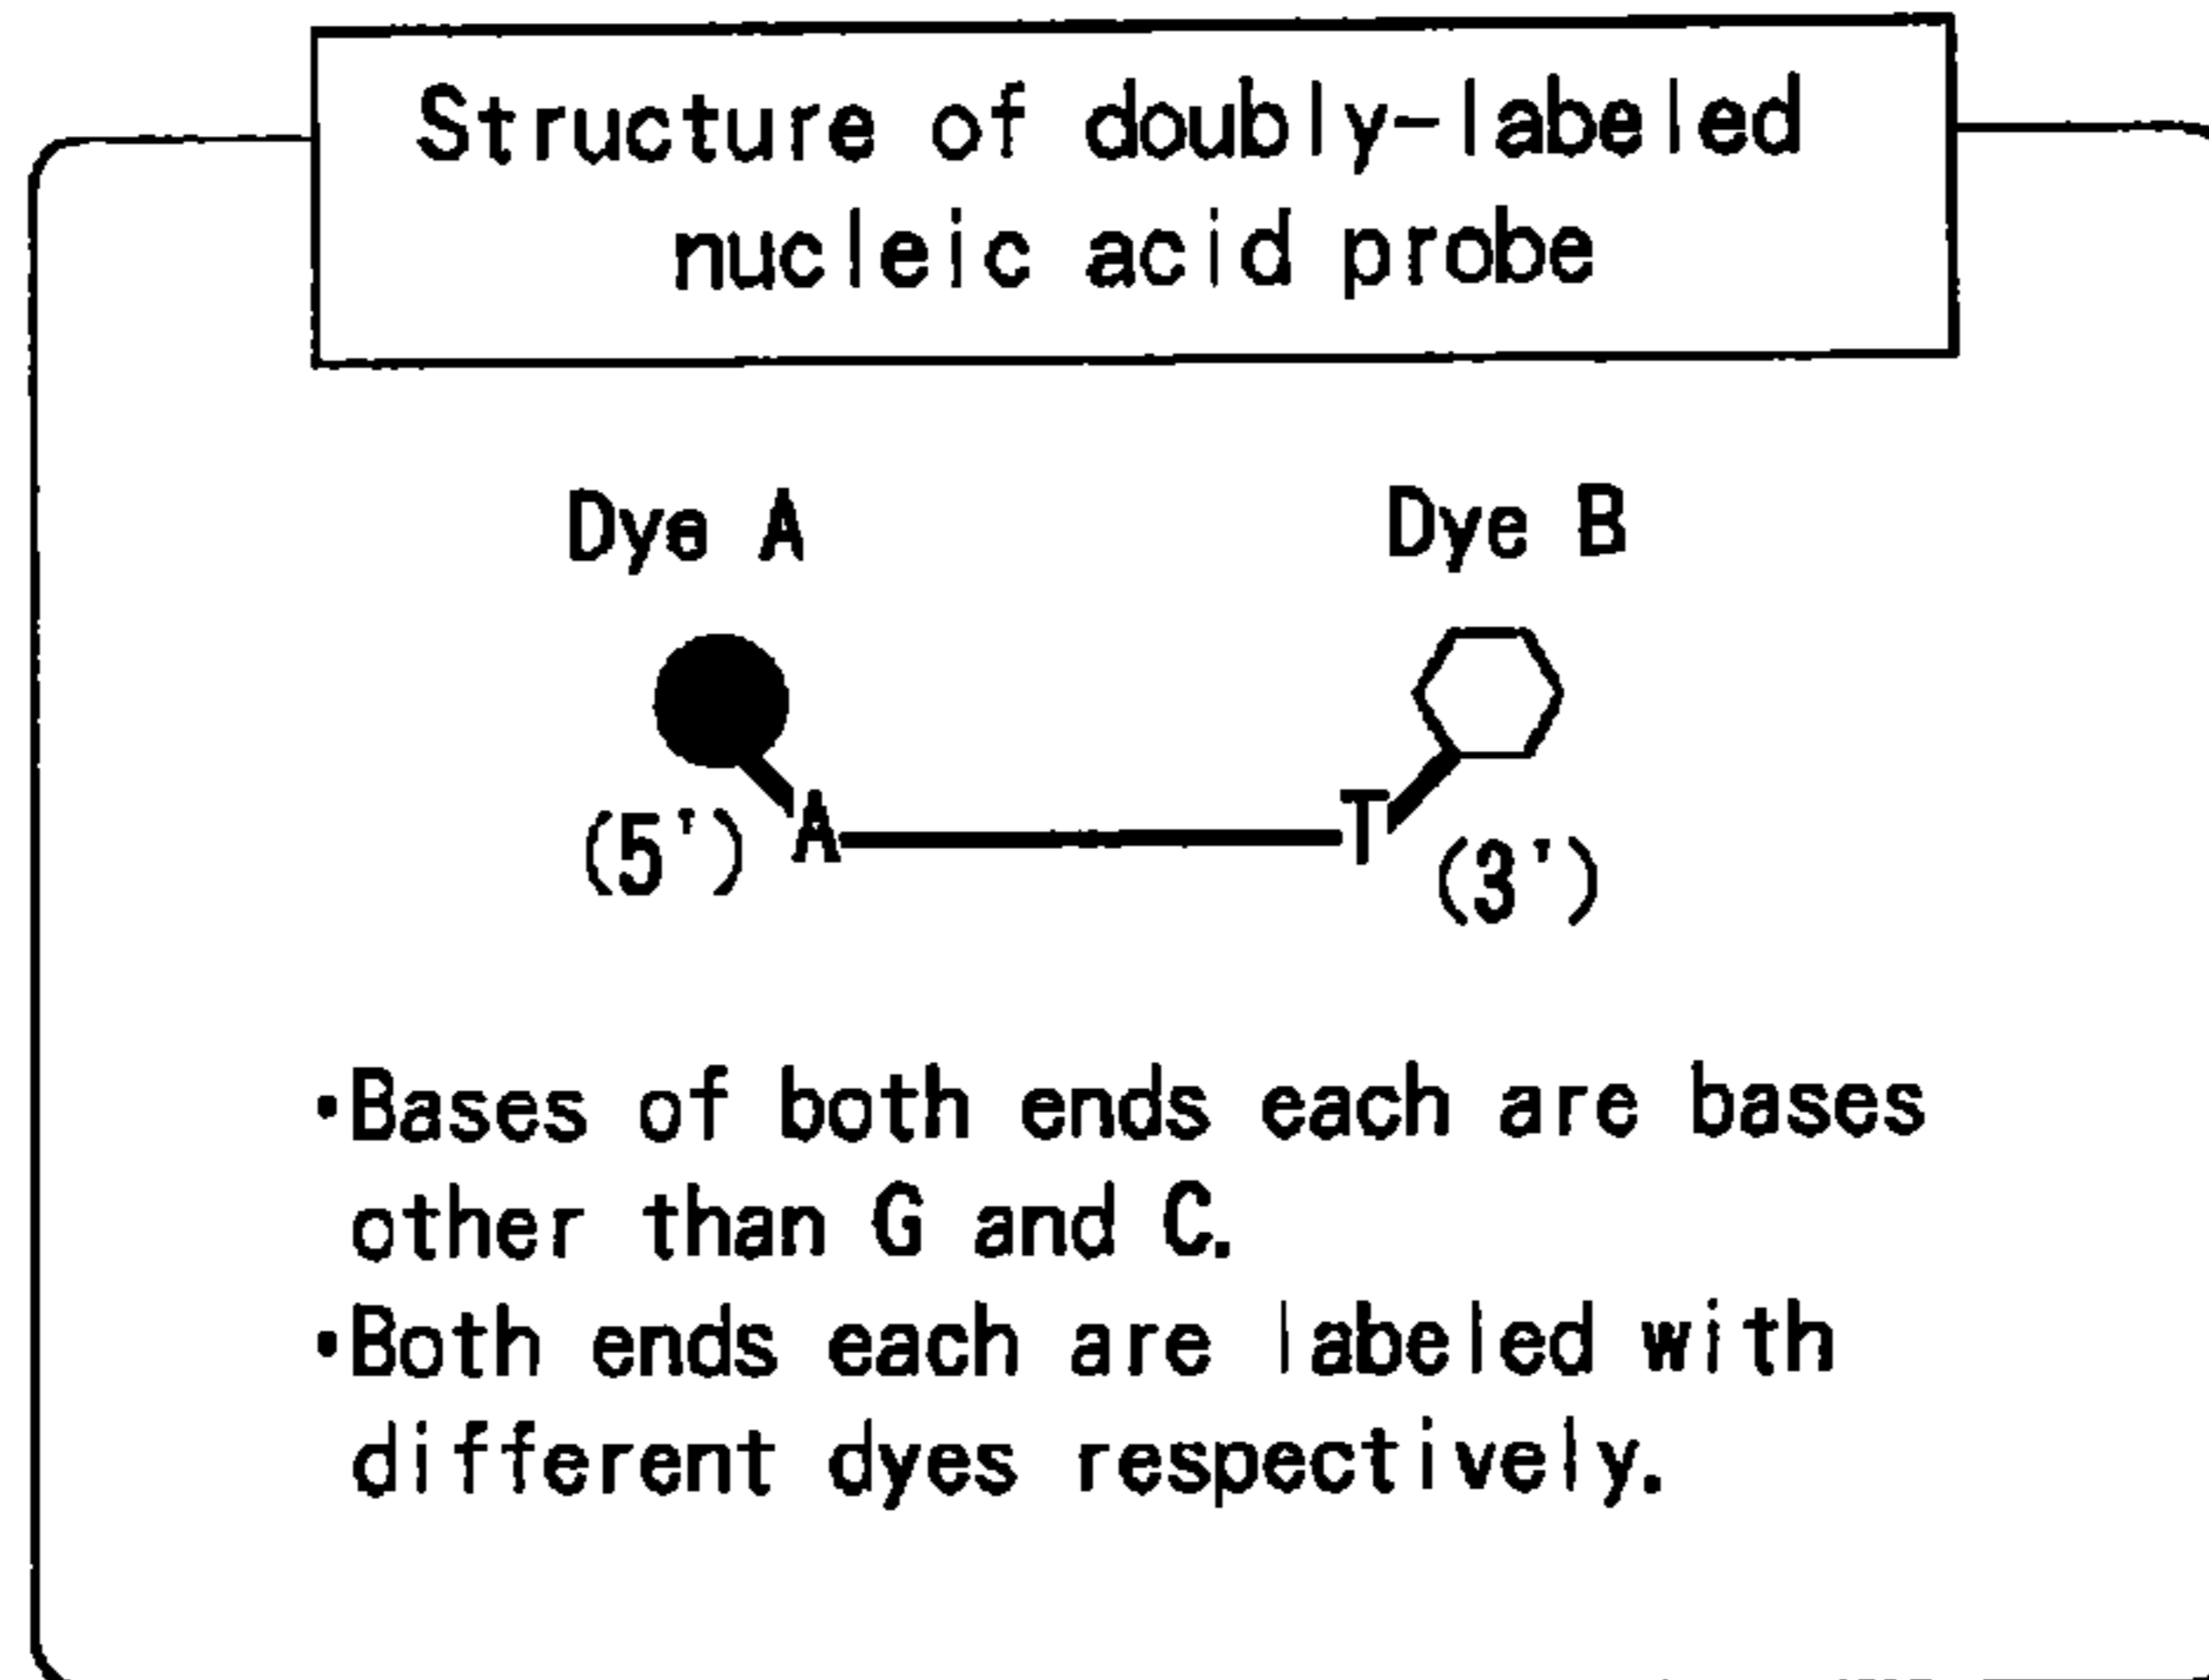 Structure of doubly-labeled
nucleic acid probe
Dye A
Dye B
(5')
A
T
(3')
・Bases of both ends each are bases
other than G and C.
・Both ends each are labeled with
different dyes respectively.